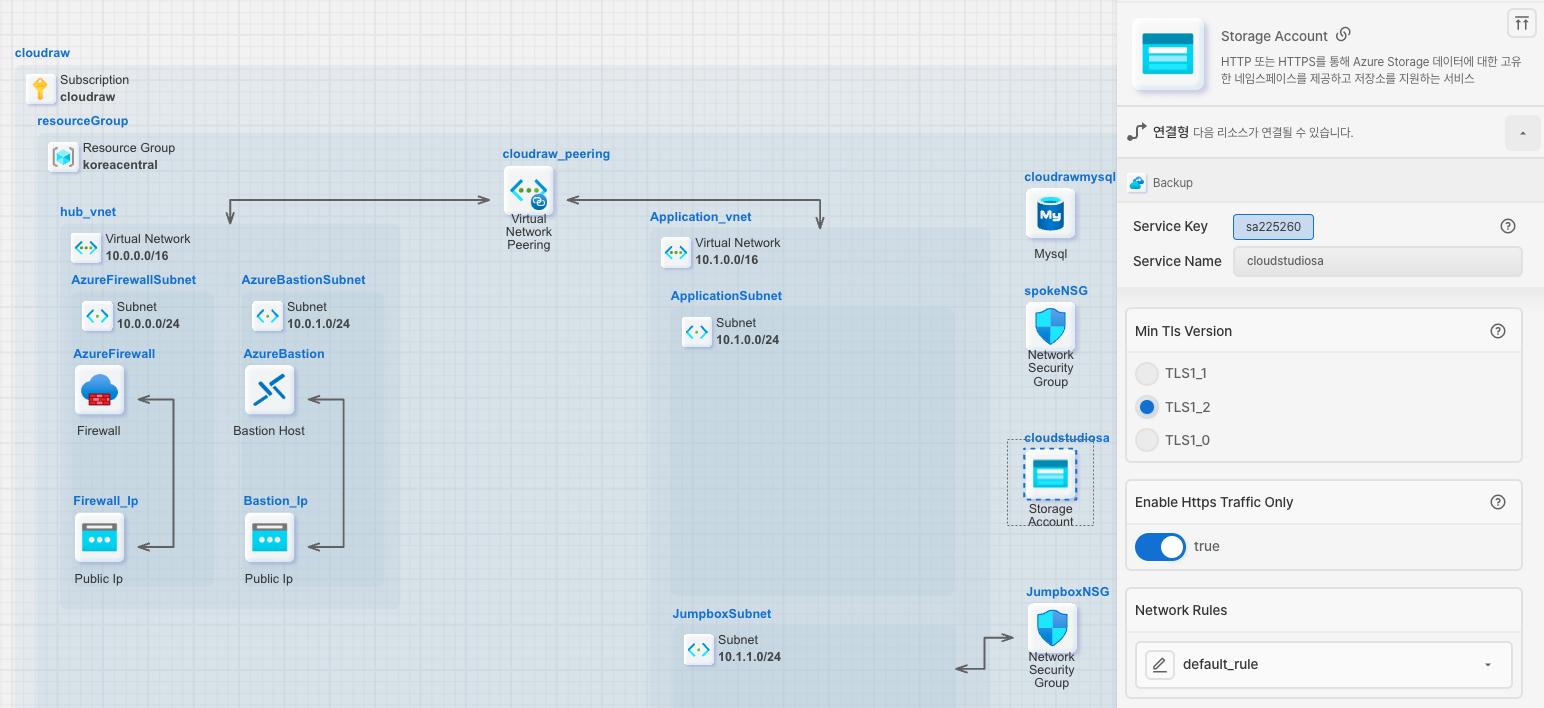 cloudraw
Subscription
cloudraw
resourceGroup
Resource Group
koreacentral
cloudraw_peering
Virtual
Network
Peering
hub_vnet
Virtual Network
10.0.0.0/16
AzureFirewallSubnet
Subnet
10.0.0.0/24
AzureFirewall
Firewall
Firewall_Ip
Public Ip
AzureBastionSubnet
Subnet
10.0.1.0/24
AzureBastion
Bastion Host
Bastion_Ip
Public Ip
Application_vnet
Virtual Network
10.1.0.0/16
ApplicationSubnet
Subnet
10.1.0.0/24
JumpboxSubnet
Subnet
10.1.1.0/24
cloudrawmysql
My
Mysql
spokeNSG
Network
Security
Group
cloudstudiosa
Storage
Account
JumpboxNSG
Network
Security
Group
Storage Account
HTTP 또는 HTTPS를 통해 Azure Storage 데이터에 대한 고유
한 네임스페이스를 제공하고 저장소를 지원하는 서비스
연결형 다음 리소스가 연결될 수 있습니다.
Backup
Service Key sa225260
Service Name cloudstudiosa
Min Tls Version
TLS1_1
TLS1_2
TLS1_0
Enable Https Traffic Only
true
Network Rules
default_rule